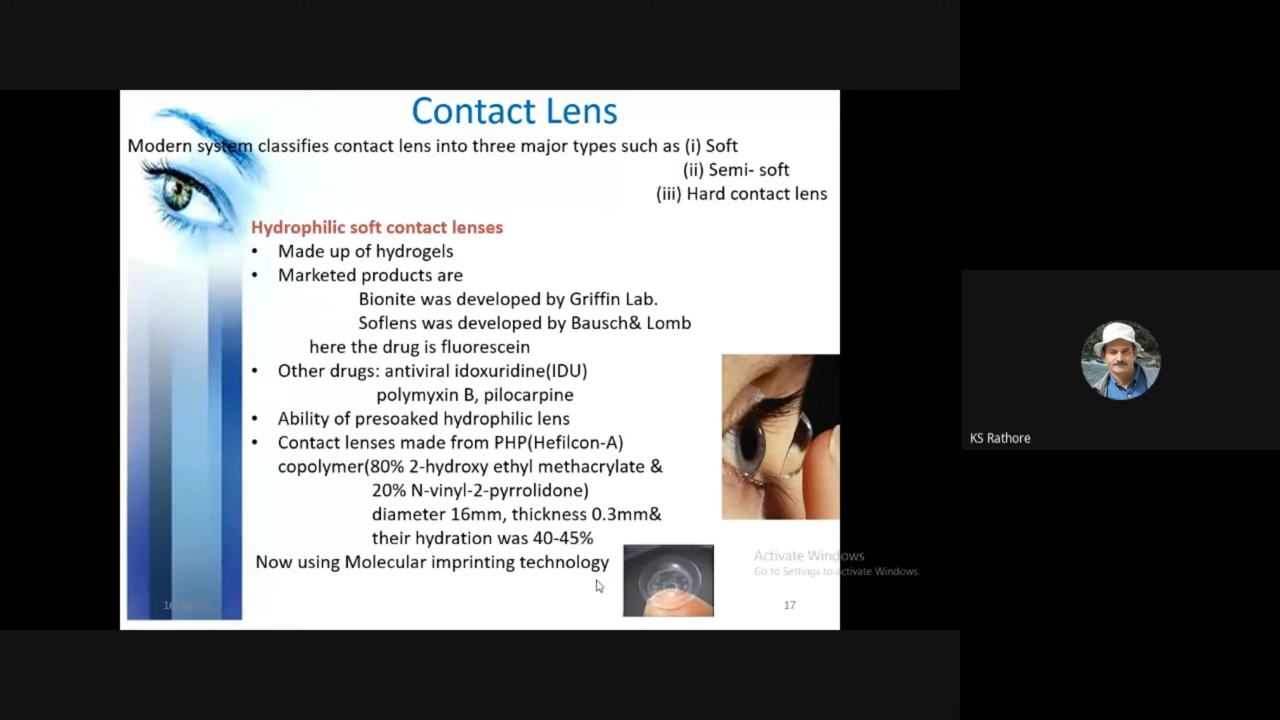 Contact Lens
Modern system classifies contact lens into three major types such as (i) Soft
(ii) Semi- soft
(iii) Hard contact lens
Hydrophilic soft contact lenses
• Made up of hydrogels
• Marketed products are
Bionite was developed by Griffin Lab.
Soflens was developed by Bausch& Lomb
here the drug is fluorescein
• Other drugs: antiviral idoxuridine(IDU)
polymyxin B, pilocarpine
• Ability of presoaked hydrophilic lens
• Contact lenses made from PHP(Hefilcon-A)
copolymer(80% 2-hydroxy ethyl methacrylate &
20% N-vinyl-2-pyrrolidone)
diameter 16mm, thickness 0.3mm&
their hydration was 40-45%
Now using Molecular imprinting technology
Activate Windows
Go to Settings to activate Windows.
17
KS Rathore